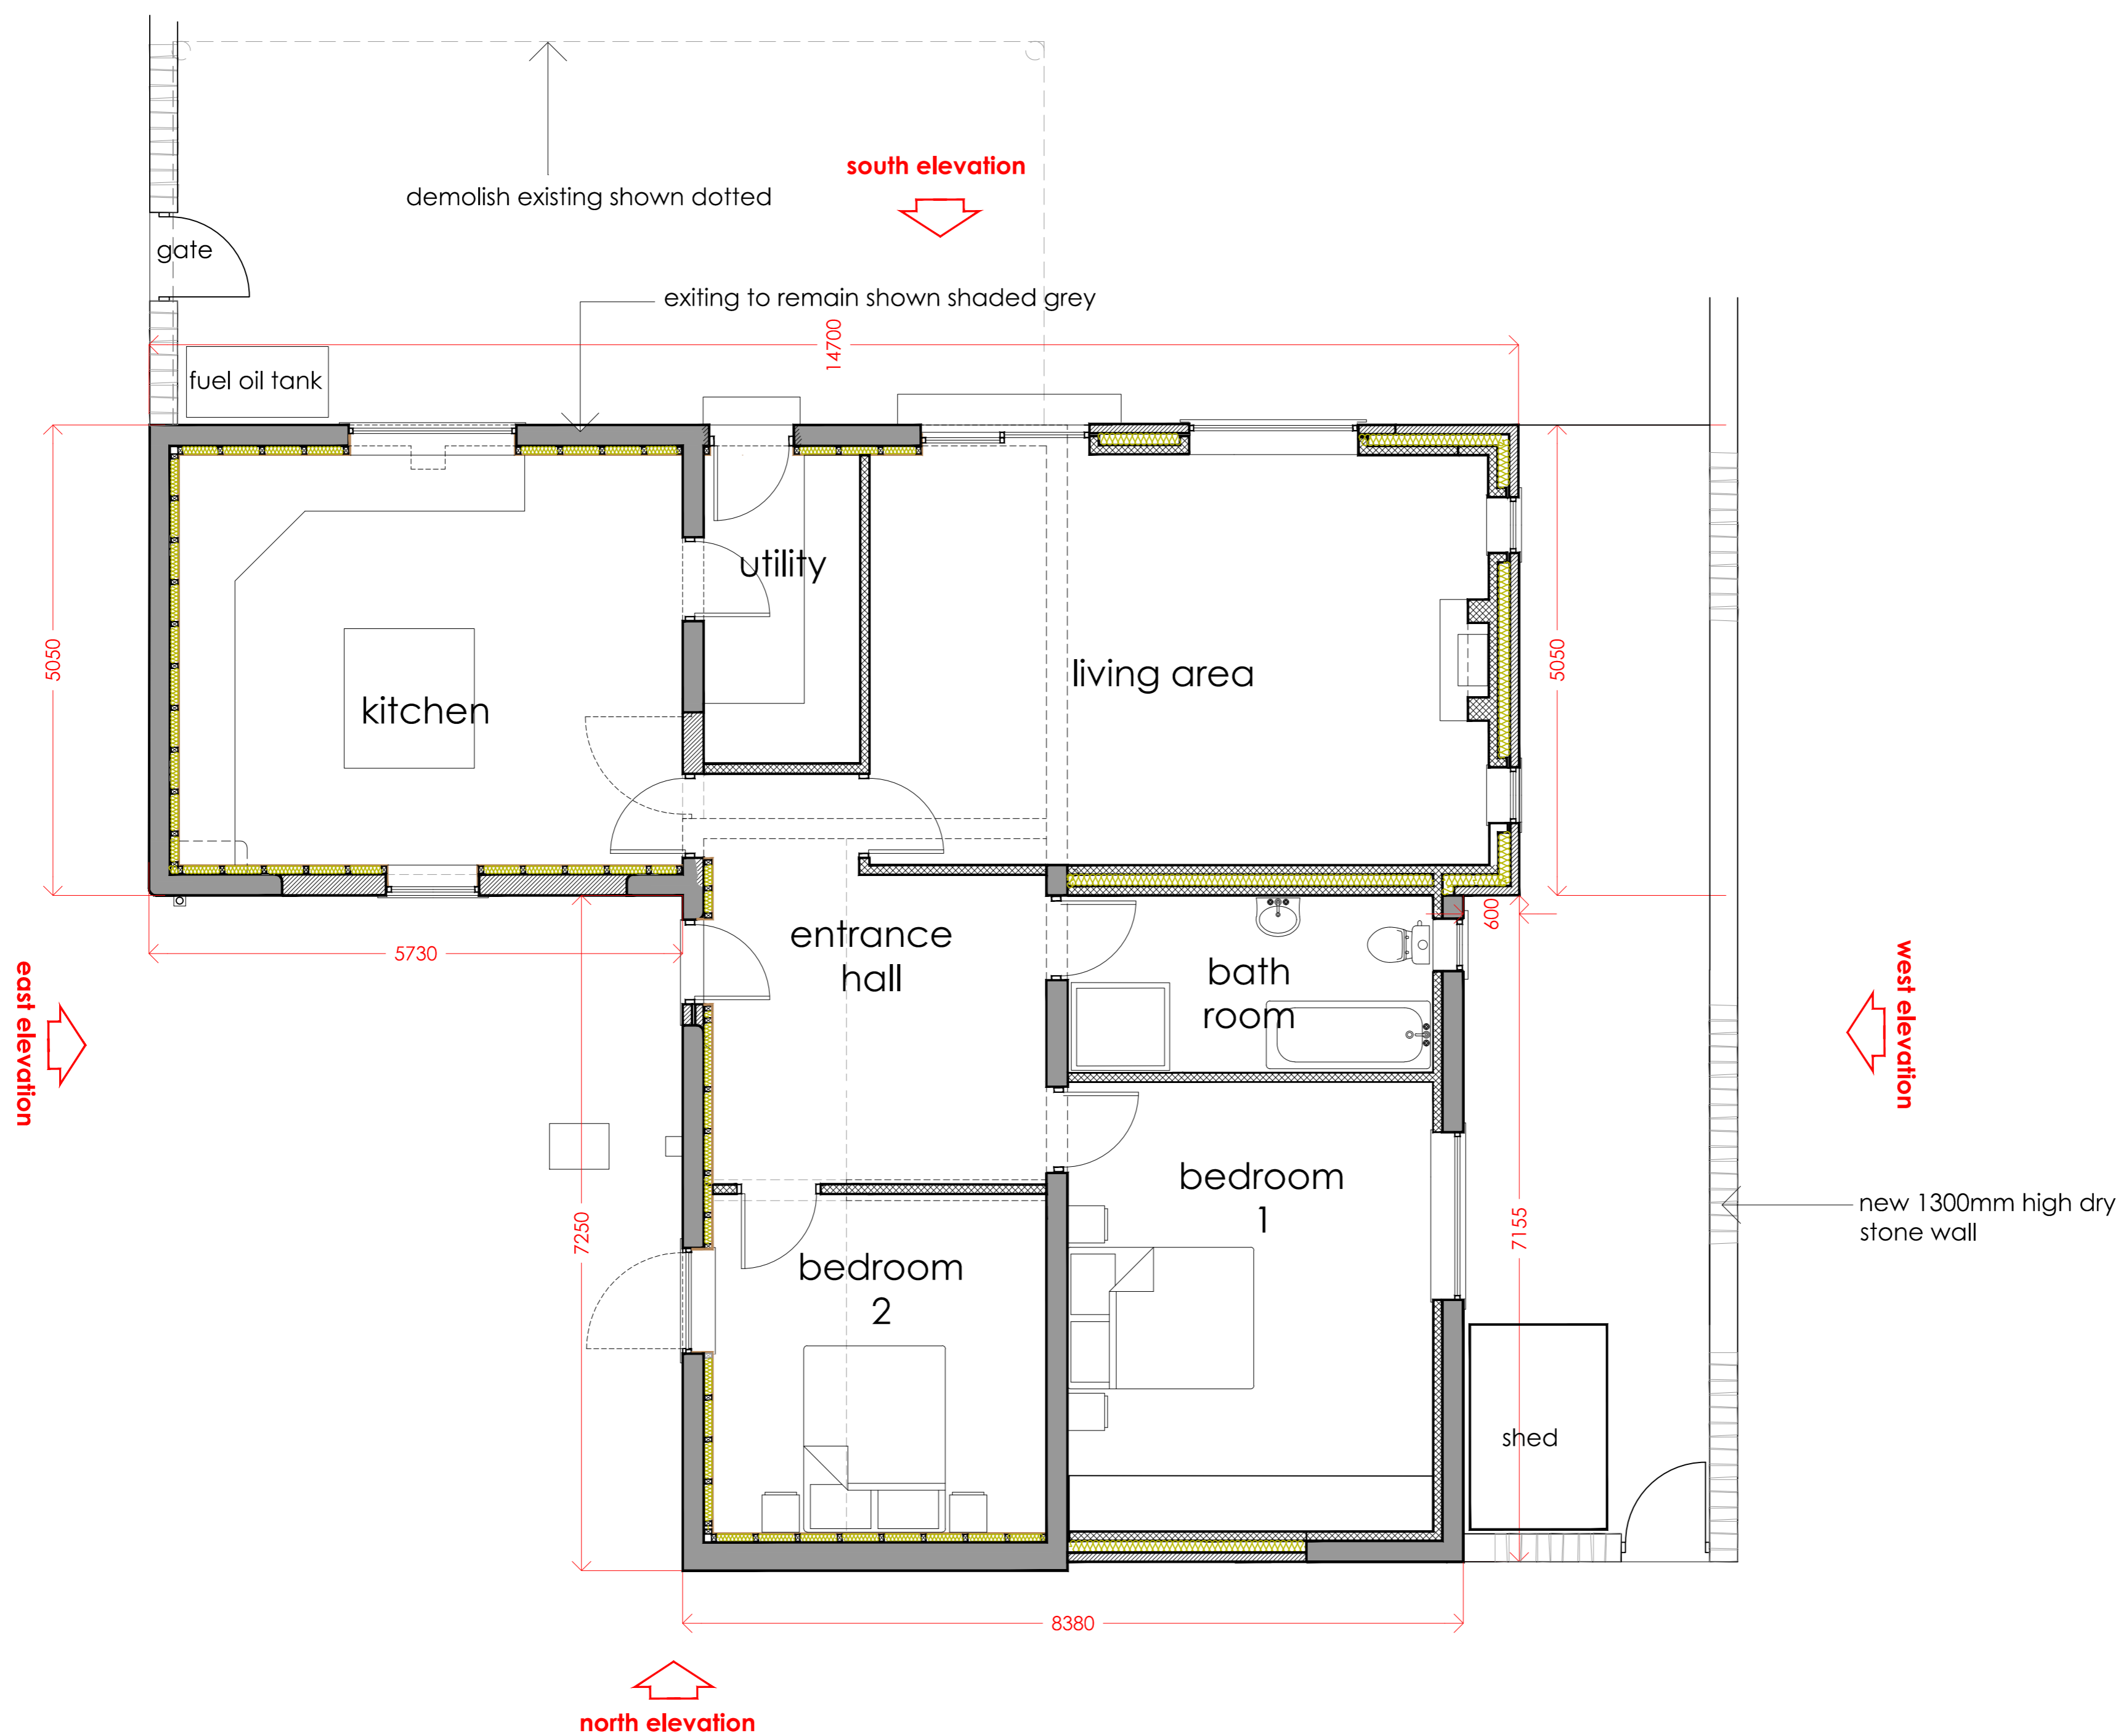 south elevation
demolish existing shown dotted
gate
exiting to remain shown shaded grey
14700
fuel oil tank
utility
5050
5050
living area
kitchen
600
entrance
hall
5730
bath
room
east elevation
west elevation
bedroom
1
new 1300mm high dry
stone wall
7250
7155
bedroom
2
shed
8380
north elevation